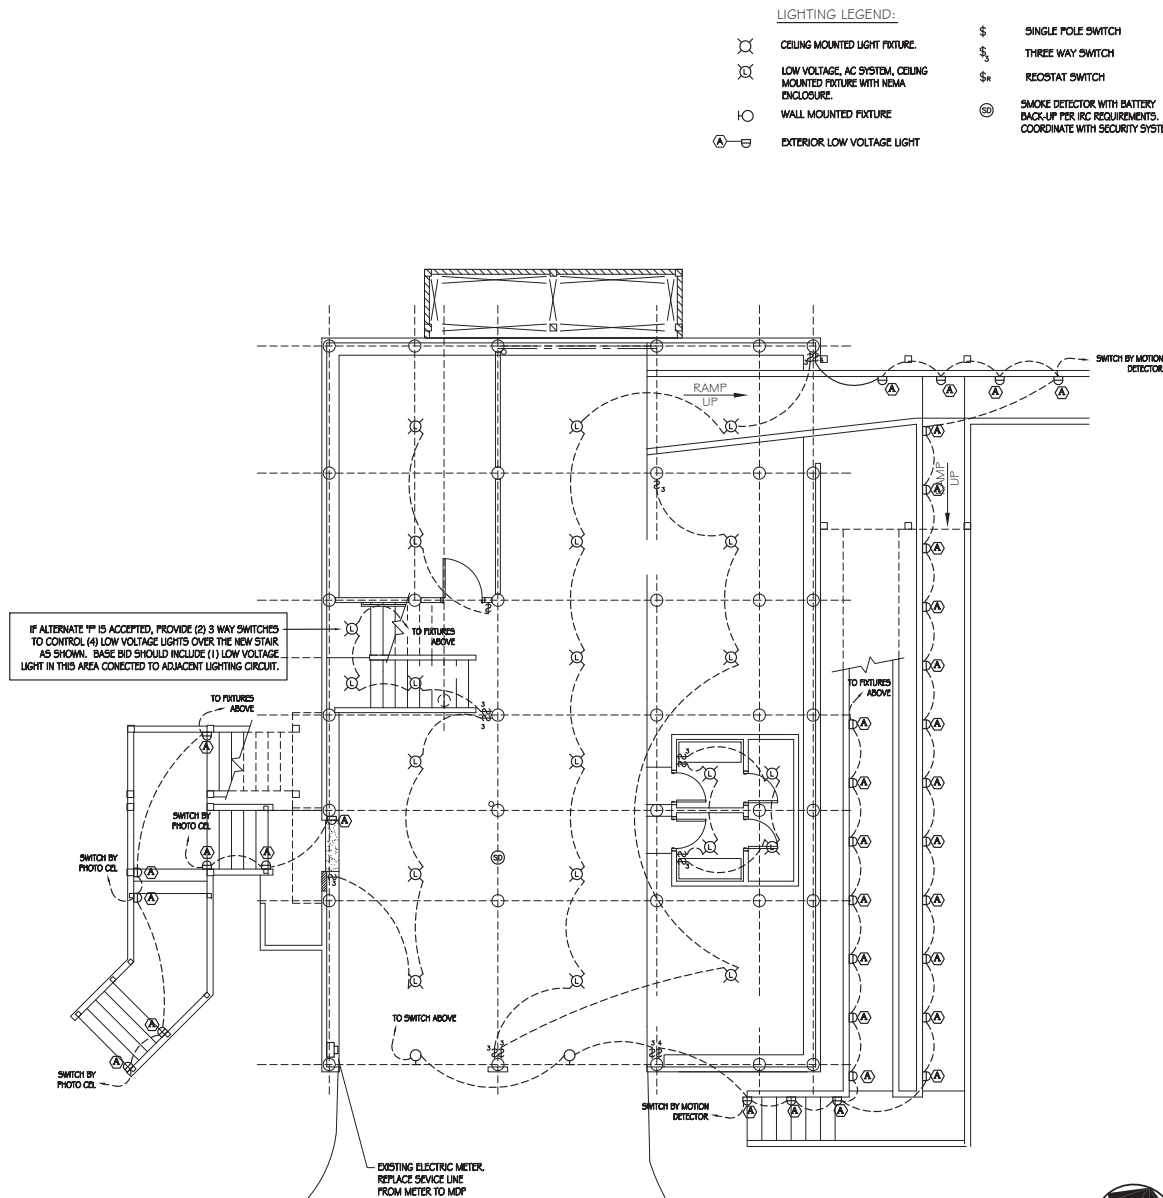 LIGHTING LEGEND:
CEILING MOUNTED LIGHT FIXTURE.
L
LOW VOLTAGE, AC SYSTEM, CEILING
MOUNTED FIXTURE WITH NEMA
ENCLOSURE.
WALL MOUNTED FIXTURE
A
EXTERIOR LOW VOLTAGE LIGHT
$
SINGLE POLE SWITCH
$3
THREE WAY SWITCH
$R
REOSTAT SWITCH
SD
SMOKE DETECTOR WITH BATTERY
BACK-UP PER IRC REQUIREMENTS.
COORDINATE WITH SECURITY SYSTE
SWITCH BY MOTION
DETECTOR
RAMP
UP
RAMP
UP
IF ALTERNATE "F" IS ACCEPTED, PROVIDE (2) 3 WAY SWITCHES
TO CONTROL (4) LOW VOLTAGE LIGHTS OVER THE NEW STAIR
AS SHOWN. BASE BID SHOULD INCLUDE (1) LOW VOLTAGE
LIGHT IN THIS AREA CONECTED TO ADJACENT LIGHTING CIRCUIT.
TO FIXTURES
ABOVE
TO FIXTURES
ABOVE
TO FIXTURES
ABOVE
SWITCH BY
PHOTO CEL
SWITCH BY
PHOTO CEL
SD
TO SWITCH ABOVE
SWITCH BY
PHOTO CEL
SWITCH BY MOTION
DETECTOR
EXISTING ELECTRIC METER.
REPLACE SEVICE LINE
FROM METER TO MDP